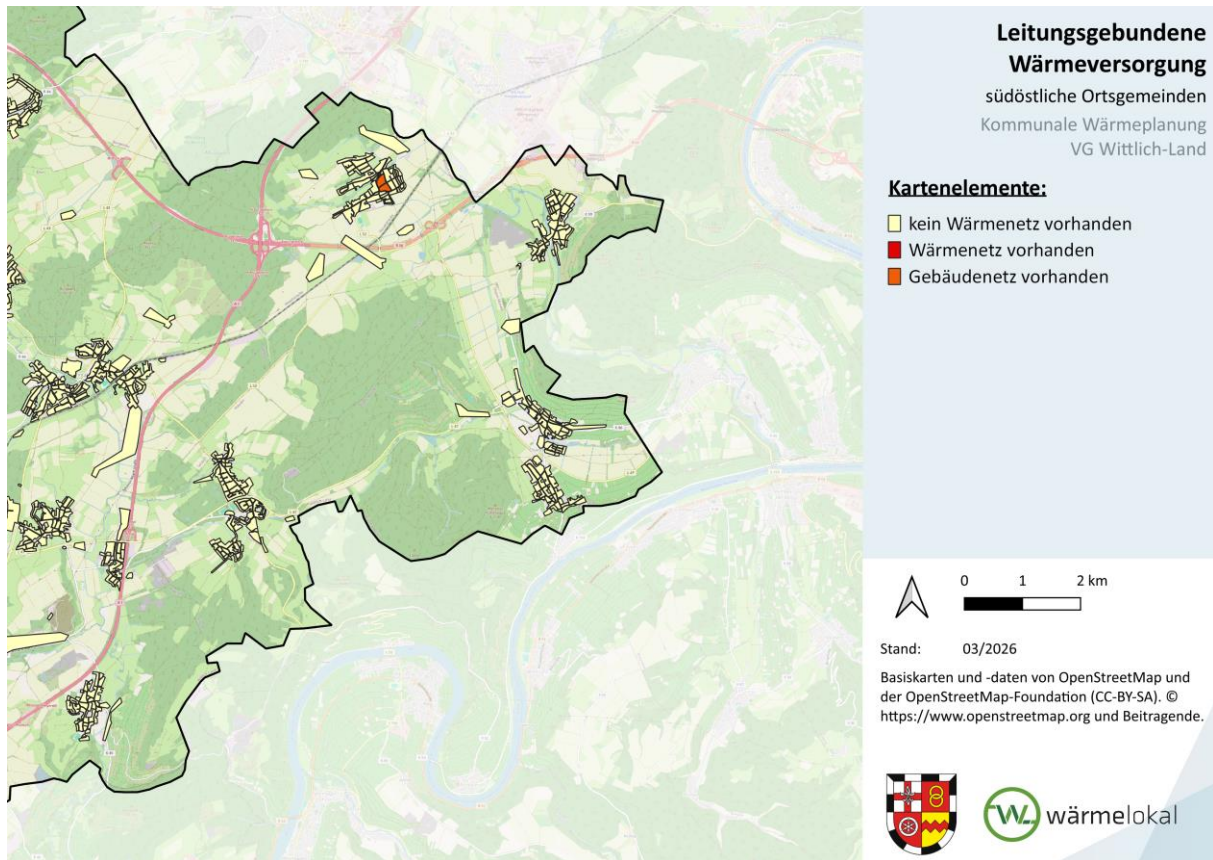 Leitungsgebundene
Wärmeversorgung
südöstliche Ortsgemeinden
Kommunale Wärmeplanung
VG Wittlich-Land
Kartenelemente:
kein Wärmenetz vorhanden
Wärmenetz vorhanden
Gebäudenetz vorhanden
0 1 2 km
Stand: 03/2026
Basiskarten und -daten von OpenStreetMap und
der OpenStreetMap-Foundation (CC-BY-SA). ©
https://www.openstreetmap.org und Beitragende.
wärmelokal